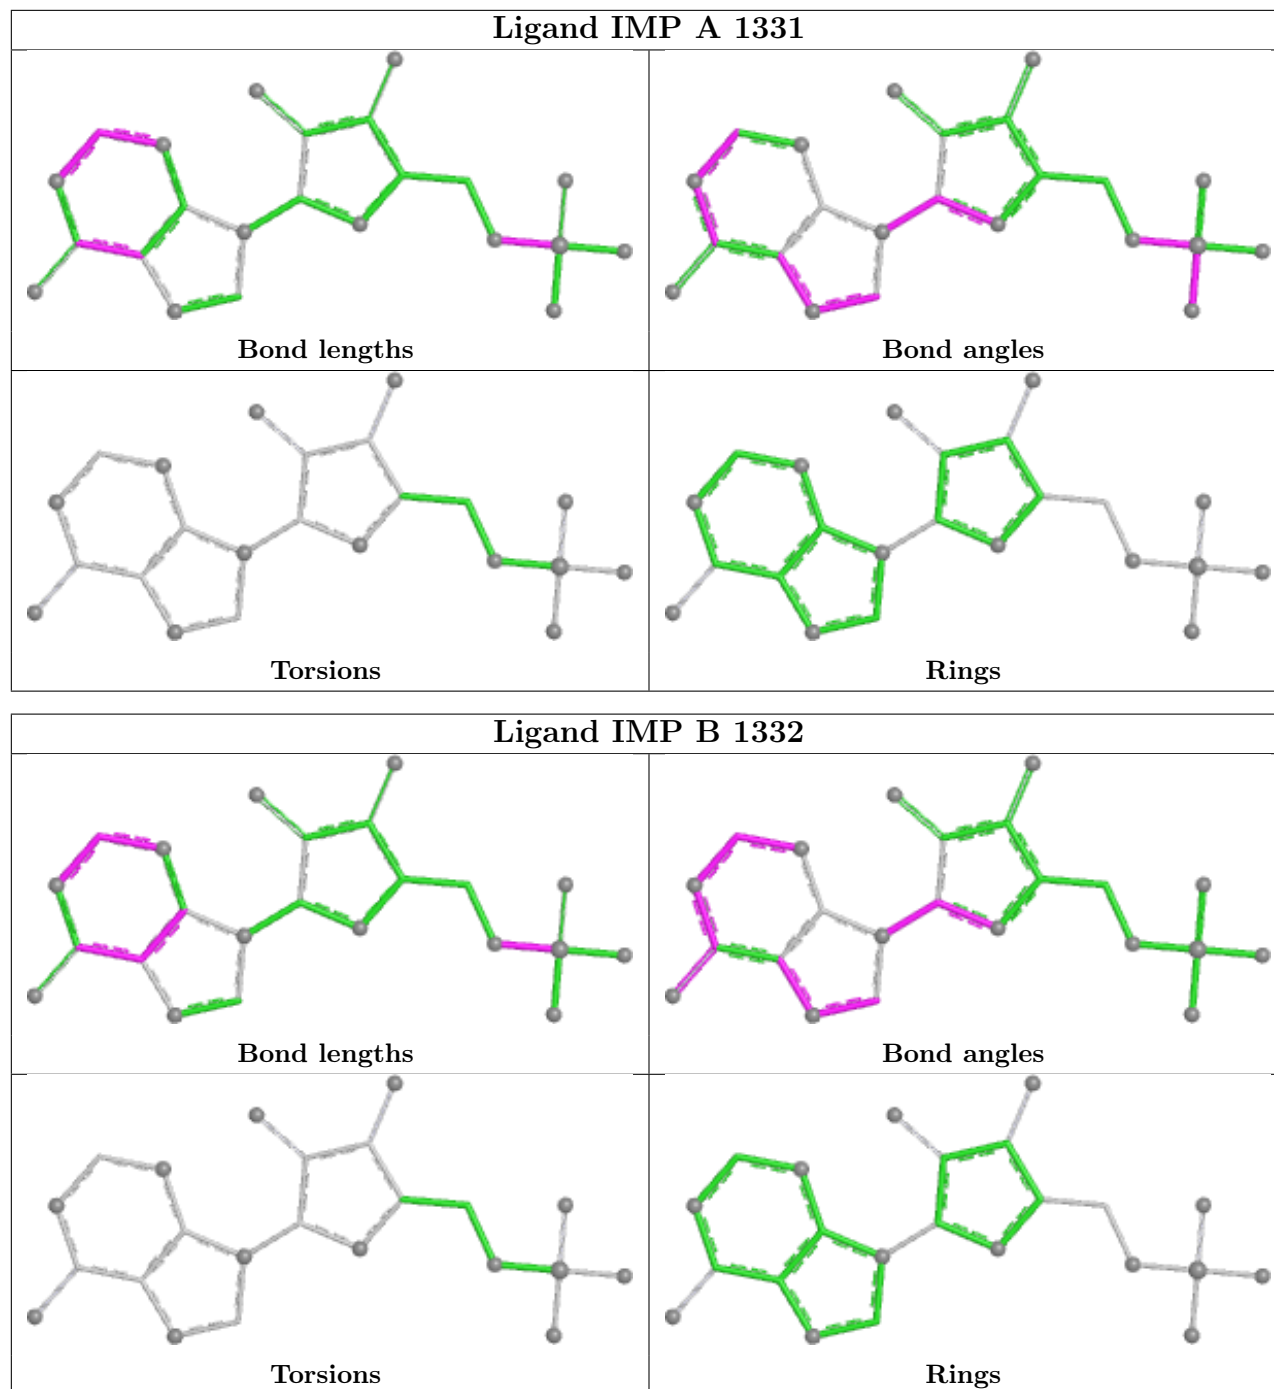 Ligand IMP A 1331
Bond lengths
Bond angles
Torsions
Rings
Ligand IMP B 1332
Bond lengths
Bond angles
Torsions
Rings